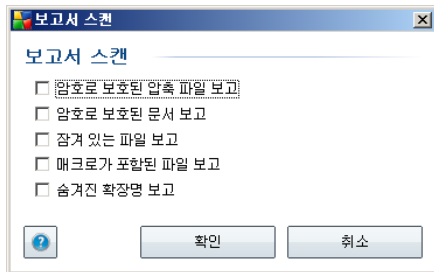 보고서 스캔
보고서 스캔
암호로 보호된 압축 파일 보고
암호로 보호된 문서 보고
잠겨 있는 파일 보고
매크로가 포함된 파일 보고
숨겨진 확장명 보고
확인
취소